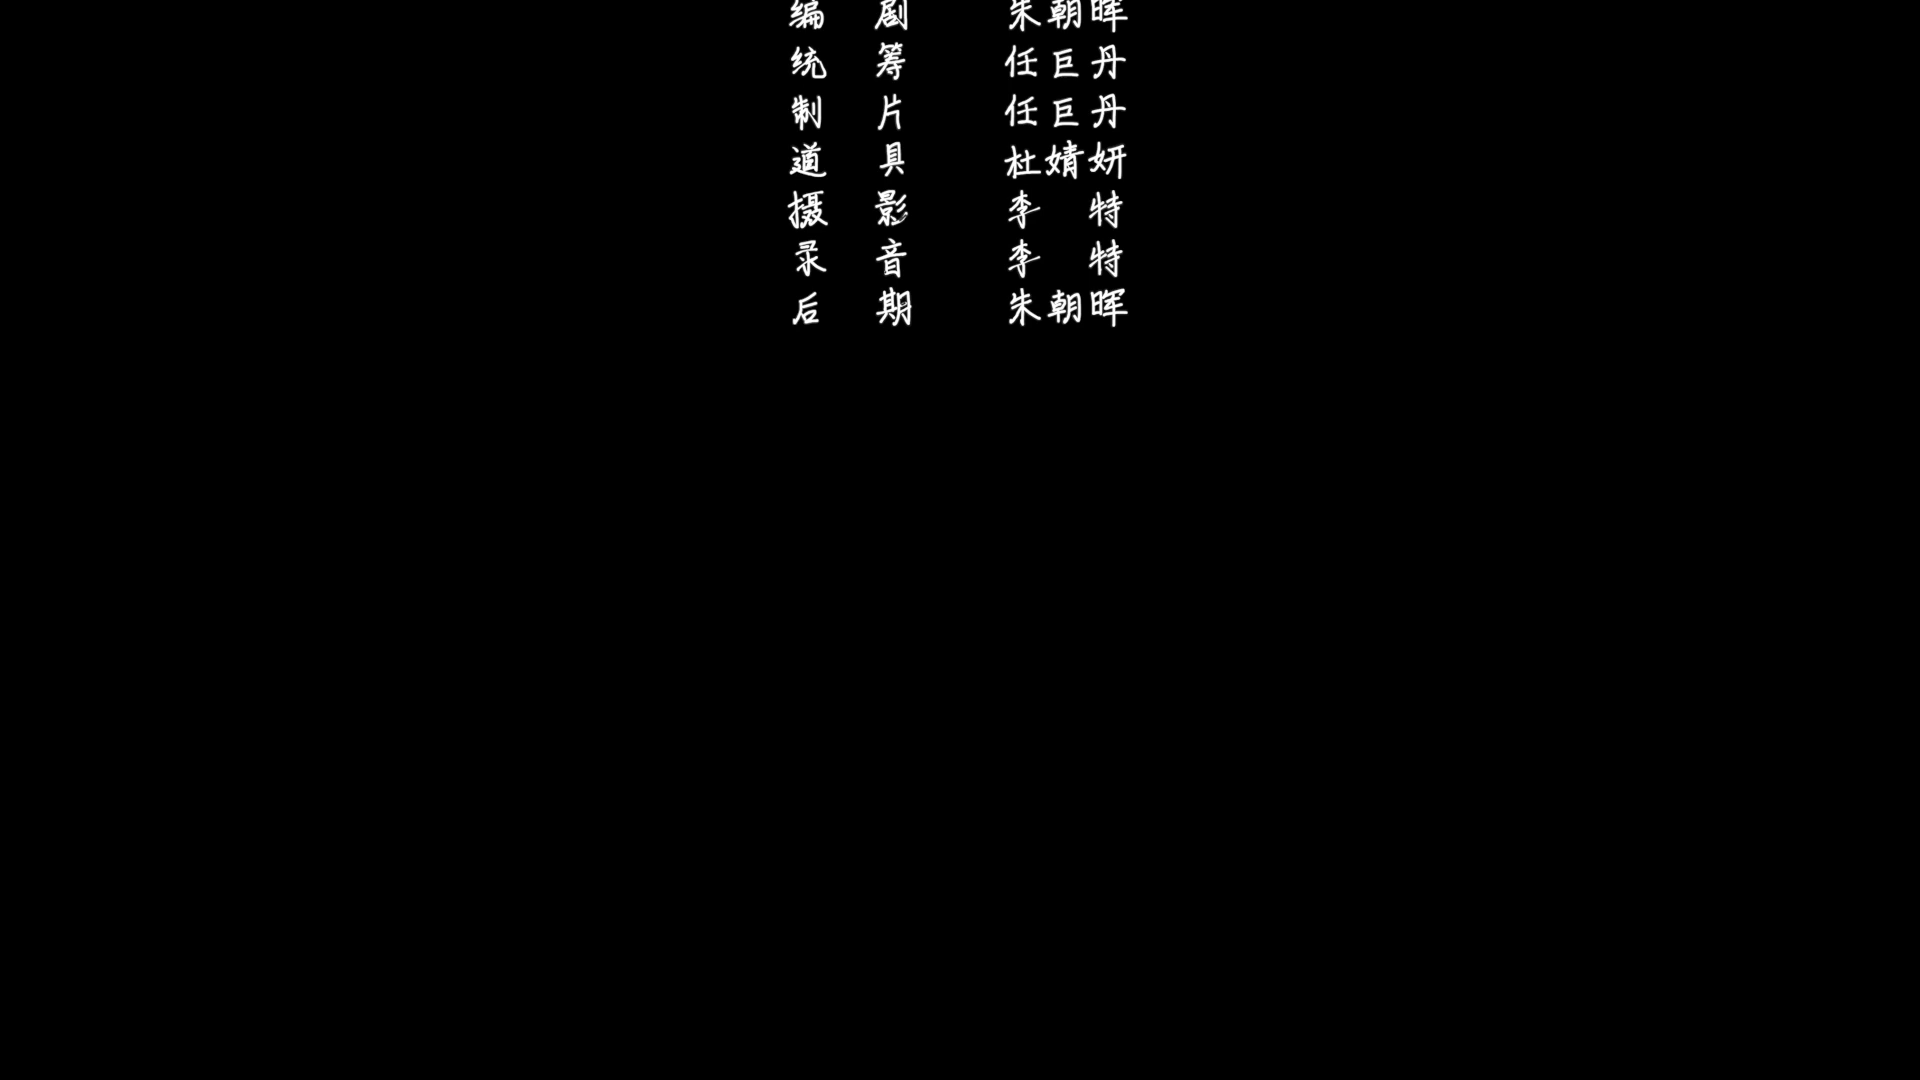 编 剧 朱朝晖
统 筹 任巨丹
制 片 任巨丹
道 具 杜婧妍
摄 影 李 特
录 音 李 特
后 期 朱朝晖